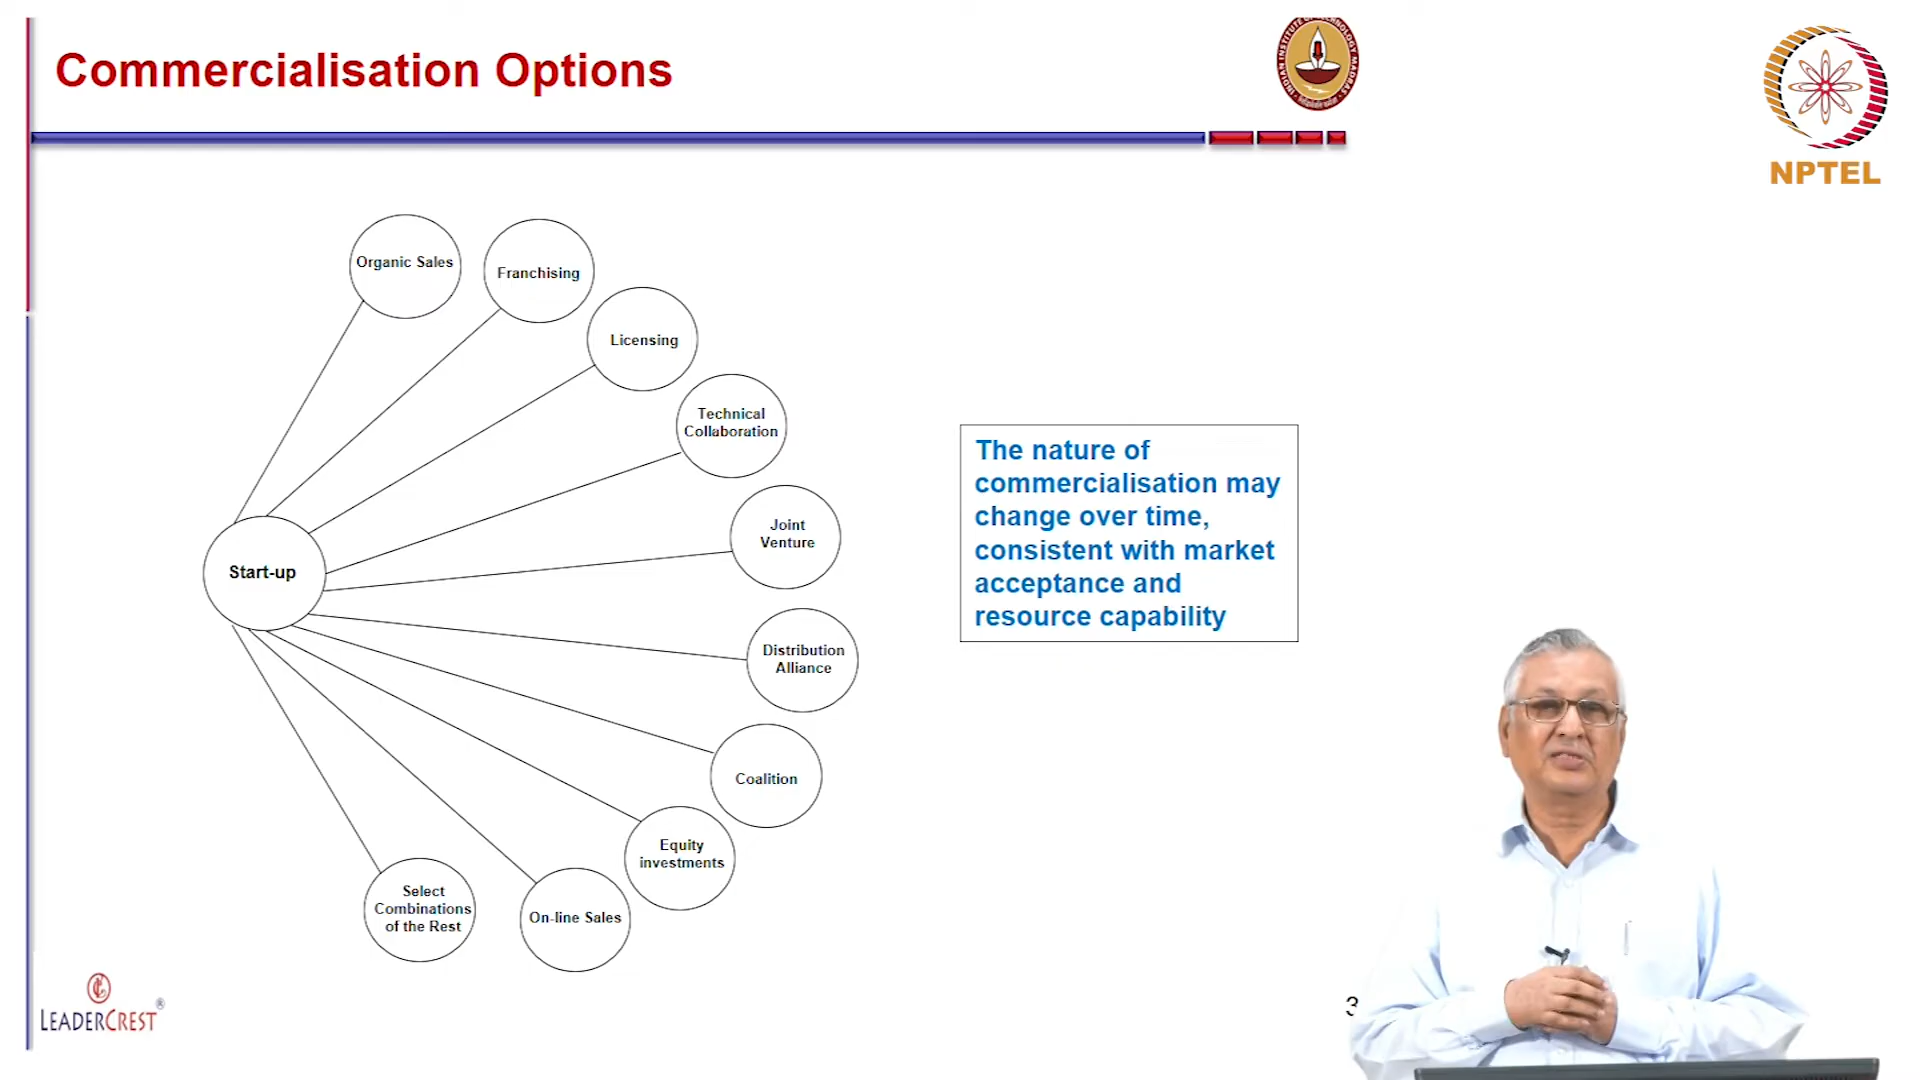 Commercialisation Options
NPTEL
Organic Sales
Franchising
Licensing
Technical
Collaboration
Joint
Venture
Distribution
Alliance
Coalition
Equity
investments
On-line Sales
Select
Combinations
of the Rest
Start-up
The nature of
commercialisation may
change over time,
consistent with market
acceptance and
resource capability
LEADERCREST®
3